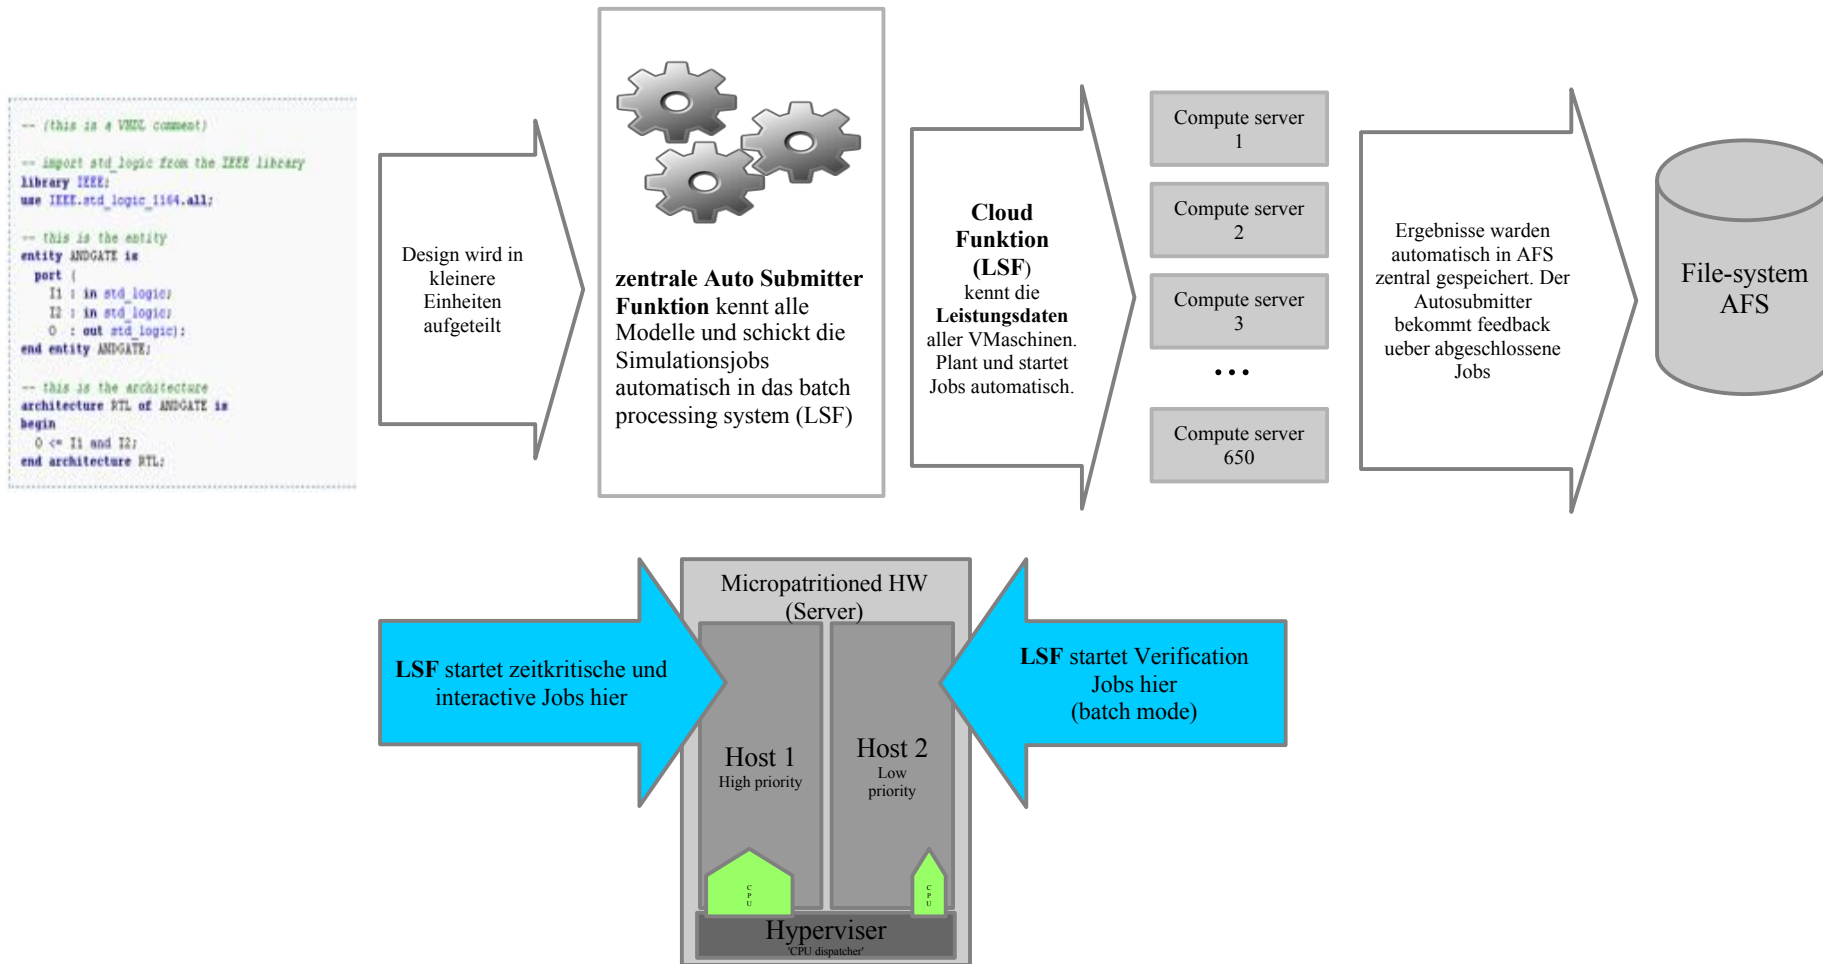 -- (this is a VHDL comment)
-- import std_logic from the IEEE library
library IEEE;
use IEEE.std_logic_1164.all;
-- this is the entity
entity ANDGATE is
port (
I1 : in std_logic;
I2 : in std_logic;
O : out std_logic);
end entity ANDGATE;
-- this is the architecture
architecture RTL of ANDGATE is
begin
O <= I1 and I2;
end architecture RTL;
Design wird in
kleinere
Einheiten
aufgeteilt
zentrale Auto Submitter
Funktion kennt alle
Modelle und schickt die
Simulationsjobs
automatisch in das batch
processing system (LSF)
Cloud
Funktion
(LSF)
kennt die
Leistungsdaten
aller VMaschinen.
Plant und startet
Jobs automatisch.
Compute server
1
Compute server
2
Compute server
3
...
Compute server
650
Ergebnisse warden
automatisch in AFS
zentral gespeichert. Der
Autosubmitter
bekommt feedback
ueber abgeschlossene
Jobs
File-system
AFS
Micropatritioned HW
(Server)
LSF startet zeitkritische und
interactive Jobs hier
LSF startet Verification
Jobs hier
(batch mode)
Host 1
High priority
Host 2
Low
priority
C
P
U
C
P
U
Hyperviser
'CPU dispatcher'